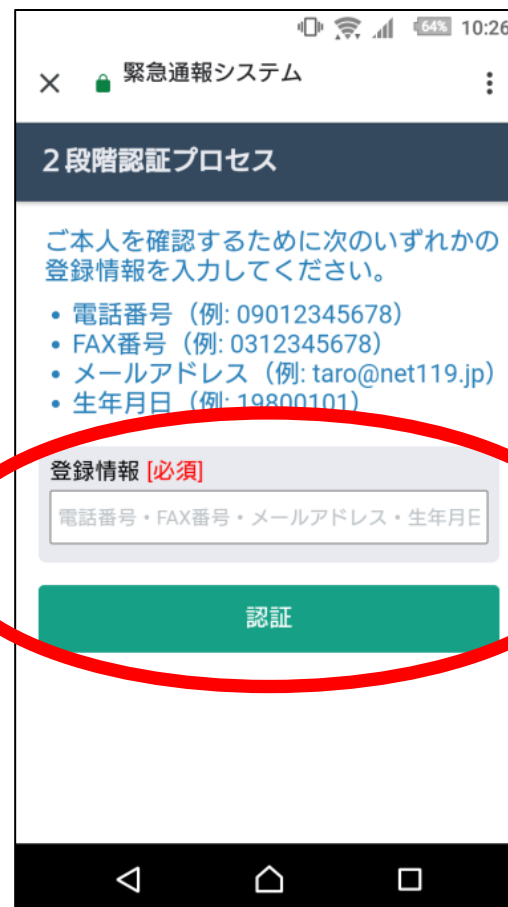 64% 10:26
緊急通報システム
２段階認証プロセス
ご本人を確認するために次のいずれかの
登録情報を入力してください。
• 電話番号（例: 09012345678）
• FAX番号（例: 0312345678）
• メールアドレス（例: taro@net119.jp）
• 生年月日（例: 19800101）
登録情報 [必須]
電話番号・FAX番号・メールアドレス・生年月日
認証